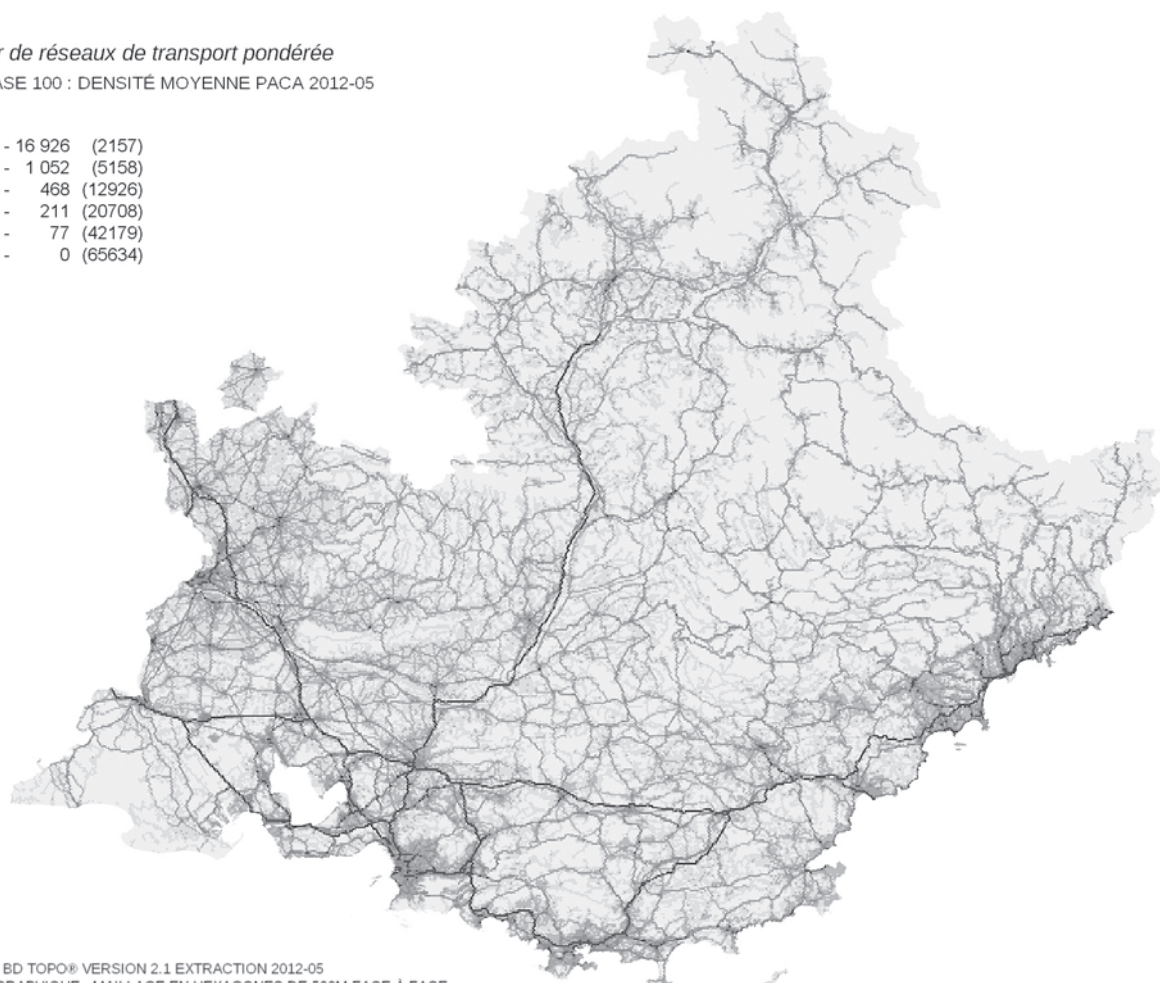 r de réseaux de transport pondérée
ASE 100 : DENSITÉ MOYENNE PACA 2012-05
- 16 926 (2157)
- 1 052 (5158)
- 468 (12926)
- 211 (20708)
- 77 (42179)
- 0 (65634)
BD TOPO® VERSION 2.1 EXTRACTION 2012-05